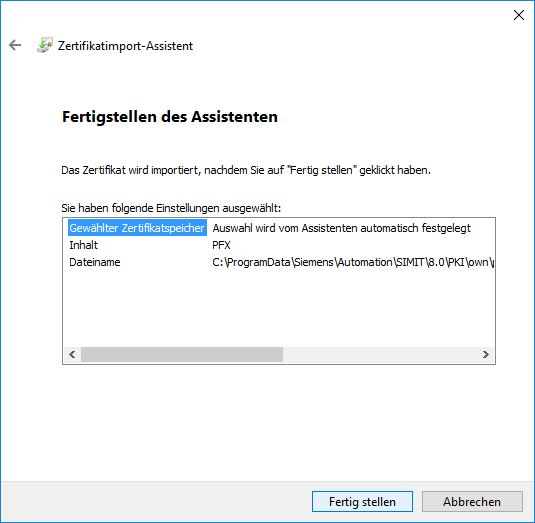 Zertifikatimport-Assistent
Fertigstellen des Assistenten
Das Zertifikat wird importiert, nachdem Sie auf "Fertig stellen" geklickt haben.
Sie haben folgende Einstellungen ausgewählt:
Gewählter Zertifikatspeicher Auswahl wird vom Assistenten automatisch festgelegt
Inhalt PFX
Dateiname C:\ProgramData\Siemens\Automation\SIMIT\8.0\PKI\own\
Fertig stellen Abbrechen